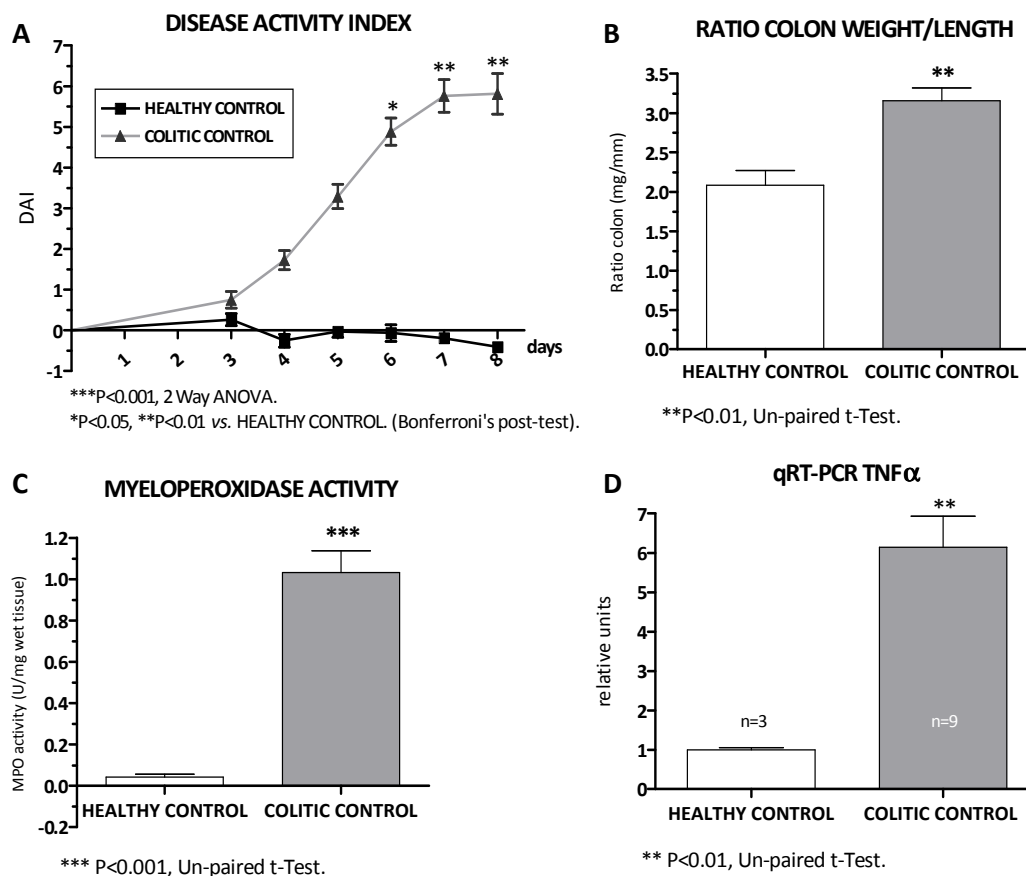 A
DISEASE ACTIVITY INDEX
7
6
5
4
3
2
1
0
-1
DAI
HEALTHY CONTROL
COLITIC CONTROL
*
**
**
1
2
3
4
5
6
7
8
days
***P<0.001, 2 Way ANOVA.
*P<0.05, **P<0.01 vs. HEALTHY CONTROL. (Bonferroni's post-test).
B
RATIO COLON WEIGHT/LENGTH
3.5
3.0
2.5
2.0
1.5
1.0
0.5
0.0
Ratio colon (mg/mm)
**
HEALTHY CONTROL
COLITIC CONTROL
**P<0.01, Un-paired t-Test.
C
MYELOPEROXIDASE ACTIVITY
1.2
1.0
0.8
0.6
0.4
0.2
0.0
-0.2
MPO activity (U/mg wet tissue)
***
HEALTHY CONTROL
COLITIC CONTROL
*** P<0.001, Un-paired t-Test.
D
qRT-PCR TNFα
7
6
5
4
3
2
1
0
relative units
**
n=3
n=9
HEALTHY CONTROL
COLITIC CONTROL
** P<0.01, Un-paired t-Test.